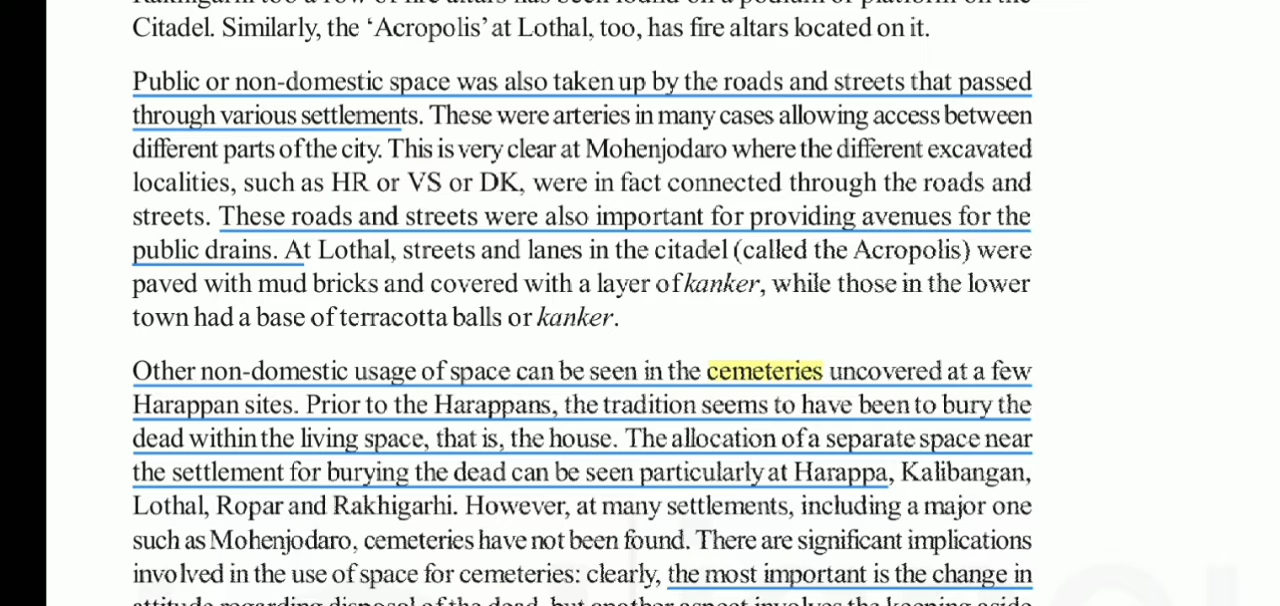 Citadel. Similarly, the ‘Acropolis’ at Lothal, too, has fire altars located on it.
Public or non-domestic space was also taken up by the roads and streets that passed
through various settlements. These were arteries in many cases allowing access between
different parts of the city. This is very clear at Mohenjodaro where the different excavated
localities, such as HR or VS or DK, were in fact connected through the roads and
streets. These roads and streets were also important for providing avenues for the
public drains. At Lothal, streets and lanes in the citadel (called the Acropolis) were
paved with mud bricks and covered with a layer of kanker, while those in the lower
town had a base of terracotta balls or kanker.
Other non-domestic usage of space can be seen in the cemeteries uncovered at a few
Harappan sites. Prior to the Harappans, the tradition seems to have been to bury the
dead within the living space, that is, the house. The allocation of a separate space near
the settlement for burying the dead can be seen particularly at Harappa, Kalibangan,
Lothal, Ropar and Rakhigarhi. However, at many settlements, including a major one
such as Mohenjodaro, cemeteries have not been found. There are significant implications
involved in the use of space for cemeteries: clearly, the most important is the change in